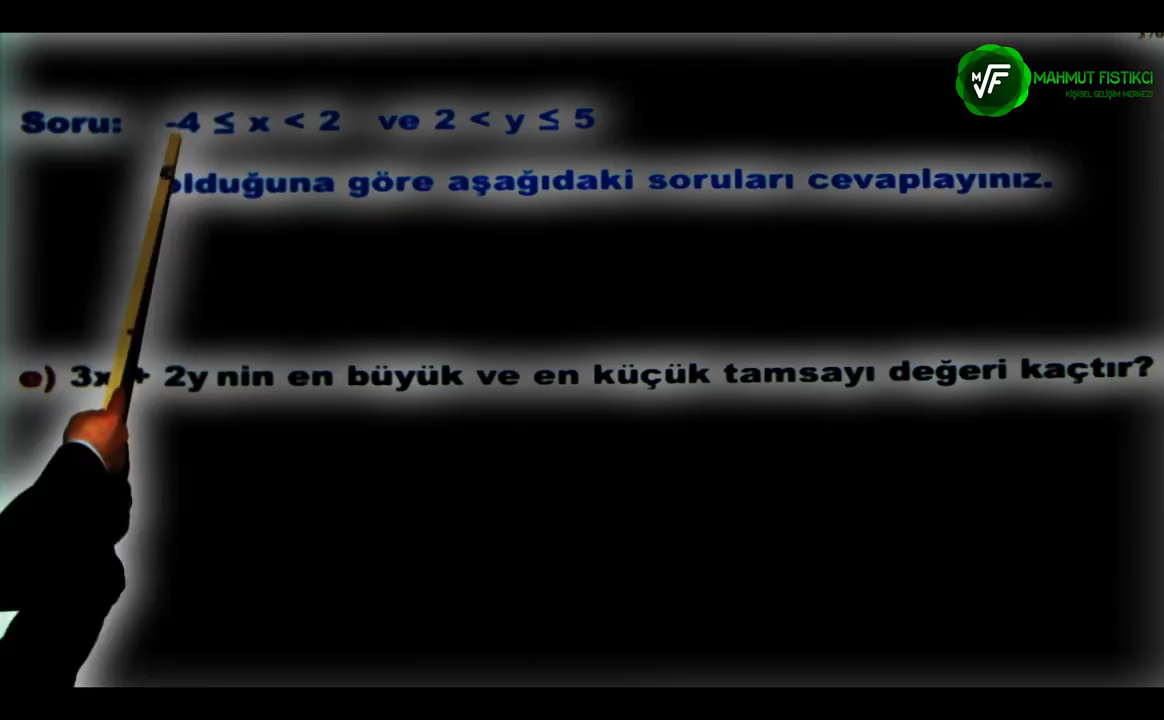 MAHMUT FISTIKCI
KİŞİSEL GELİŞİM MERKEZİ
Soru: -4 ≤ x < 2 ve 2 < y ≤ 5
olduğuna göre aşağıdaki soruları cevaplayınız.
e) 3x + 2y nin en büyük ve en küçük tamsayı değeri kaçtır?